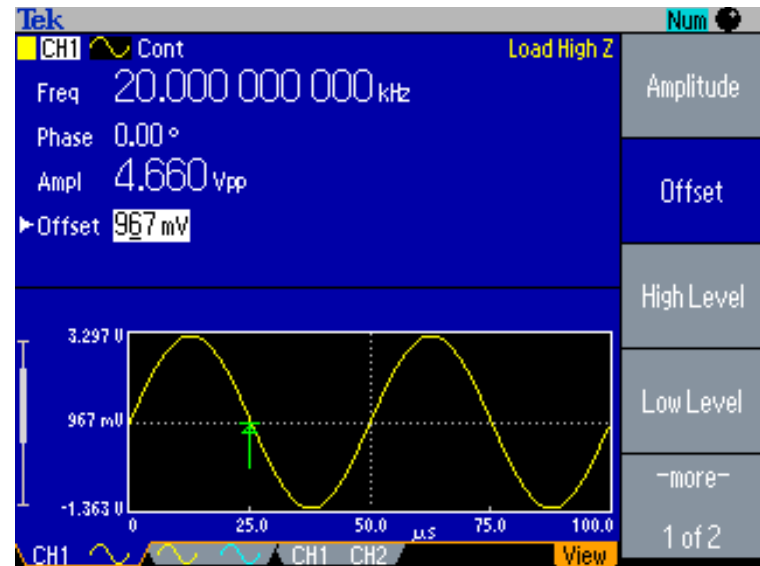 Tek
Num
CH1 Cont Load High Z
Freq 20.000 000 000 kHz
Phase 0.00 °
Ampl 4.660 Vpp
Offset 967 mV
Amplitude
Offset
High Level
Low Level
-more-
1 of 2
3.297 V
967 mV
-1.363 V
0 25.0 50.0 µs 75.0 100.0
CH1 CH1 CH2 View